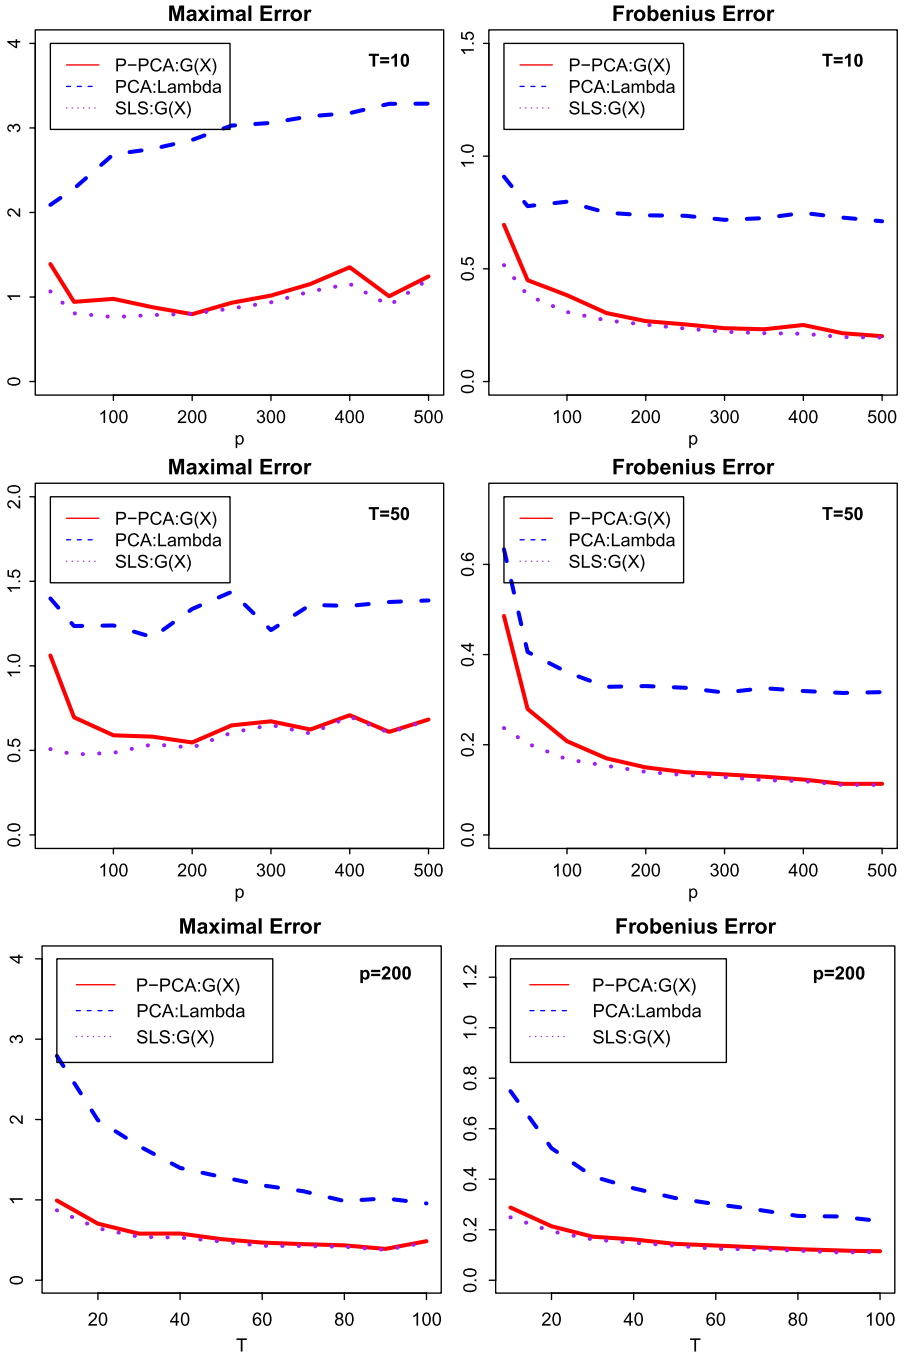 Maximal Error
4
3
2
1
0
P−PCA:G(X)
PCA:Lambda
SLS:G(X)
T=10
100 200 300 400 500
p
Frobenius Error
1.5
1.0
0.5
0.0
P−PCA:G(X)
PCA:Lambda
SLS:G(X)
T=10
100 200 300 400 500
p
Maximal Error
2.0
1.5
1.0
0.5
0.0
P−PCA:G(X)
PCA:Lambda
SLS:G(X)
T=50
100 200 300 400 500
p
Frobenius Error
0.6
0.4
0.2
0.0
P−PCA:G(X)
PCA:Lambda
SLS:G(X)
T=50
100 200 300 400 500
p
Maximal Error
4
3
2
1
0
P−PCA:G(X)
PCA:Lambda
SLS:G(X)
p=200
20 40 60 80 100
T
Frobenius Error
1.2
1.0
0.8
0.6
0.4
0.2
0.0
P−PCA:G(X)
PCA:Lambda
SLS:G(X)
p=200
20 40 60 80 100
T